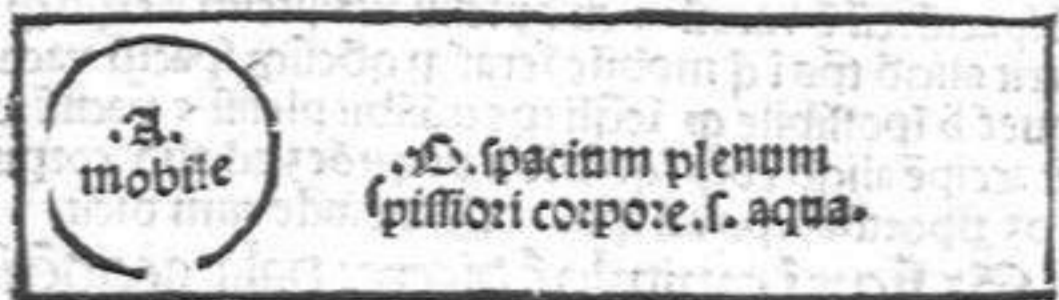 .A.
mobile
.D. spacium plenum
spissiori corpore .s. aqua.